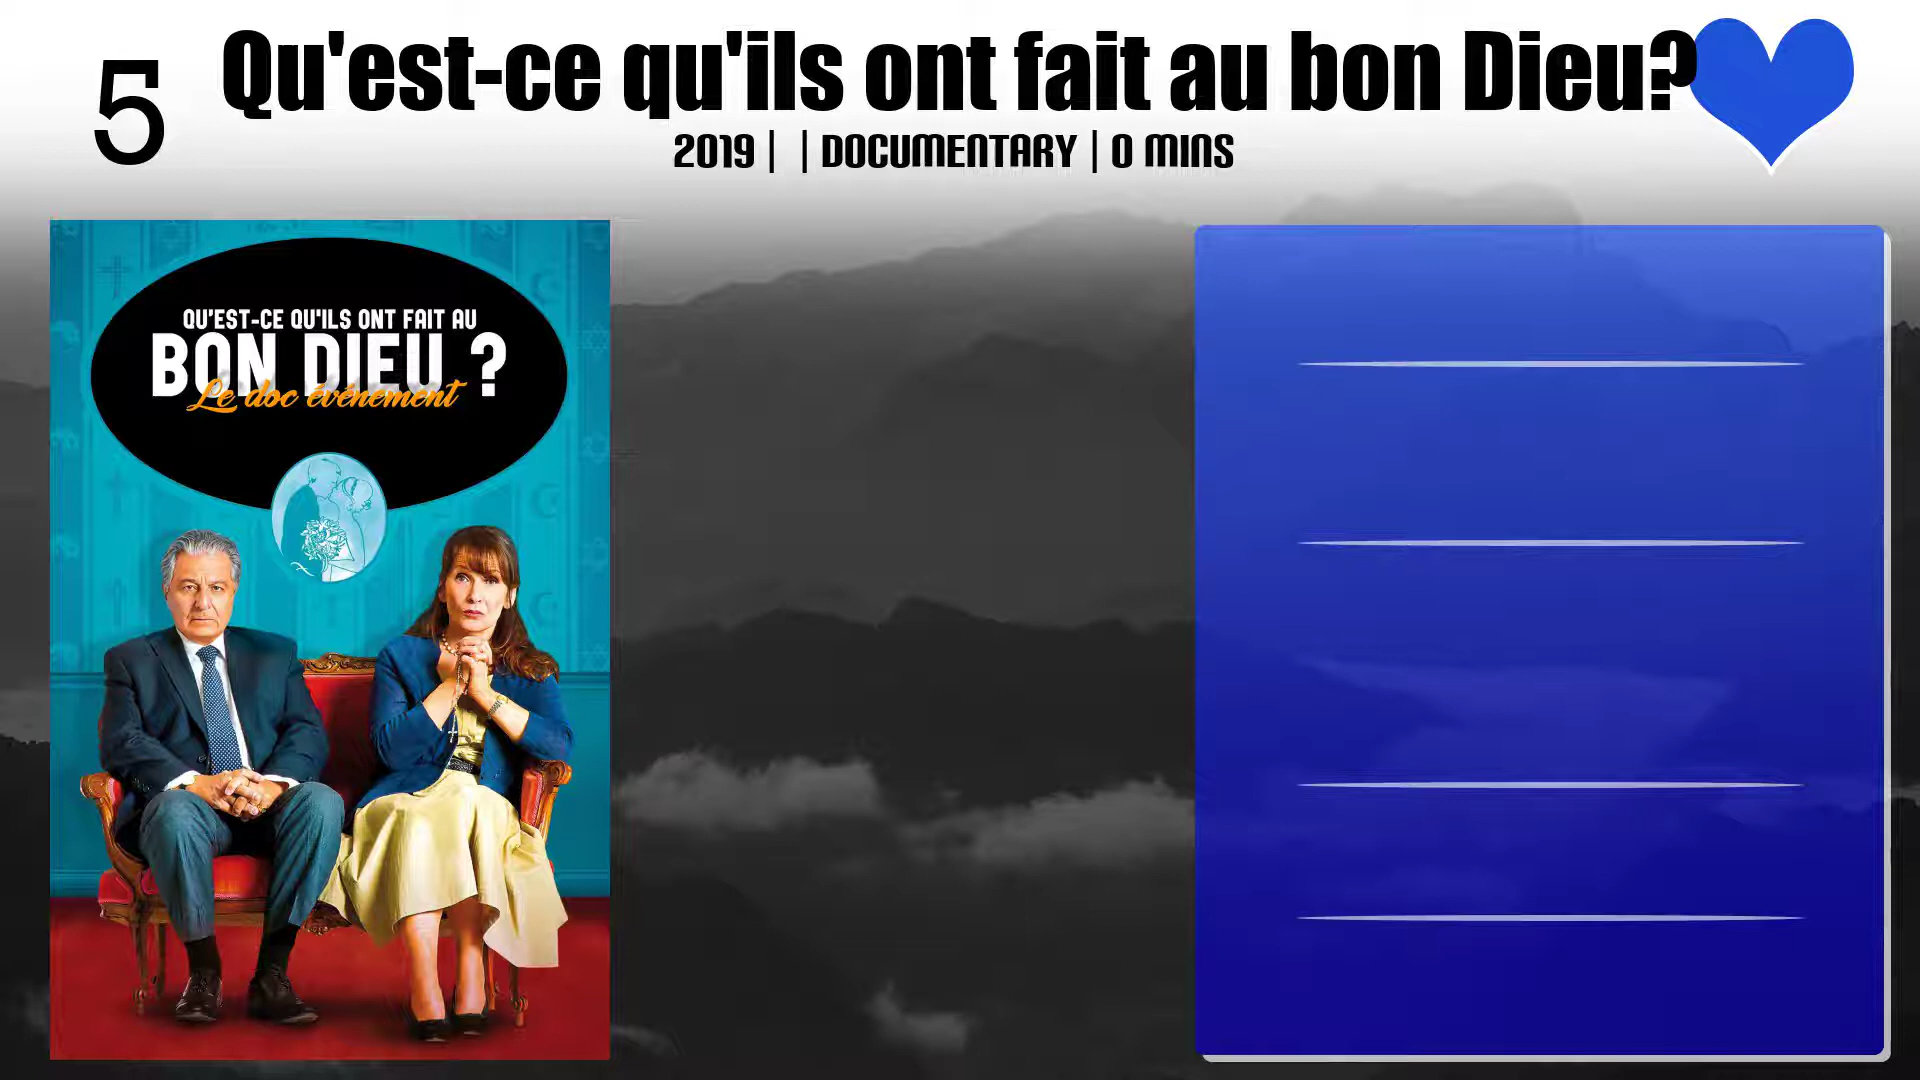 5
Qu'est-ce qu'ils ont fait au bon Dieu?
2019 | | DOCUMENTARY | 0 MINS
QU'EST-CE QU'ILS ONT FAIT AU
BON DIEU ?
Le doc événement